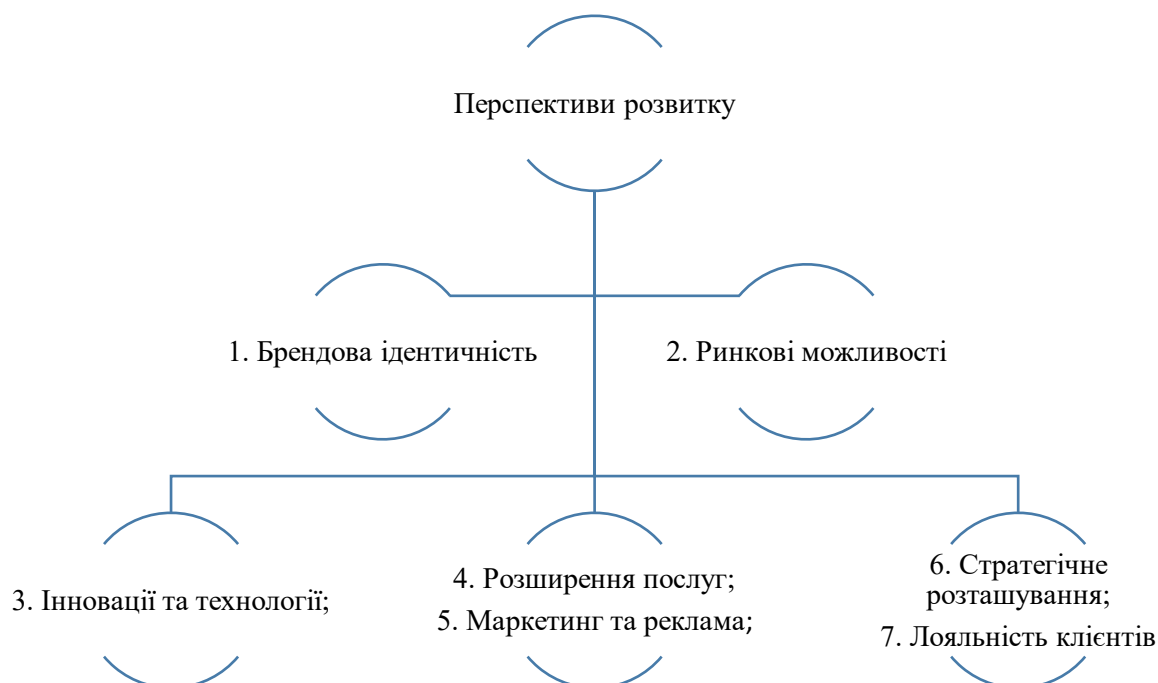 Перспективи розвитку
1. Брендова ідентичність
2. Ринкові можливості
3. Інновації та технології;
4. Розширення послуг;
5. Маркетинг та реклама;
6. Стратегічне
розташування;
7. Лояльність клієнтів